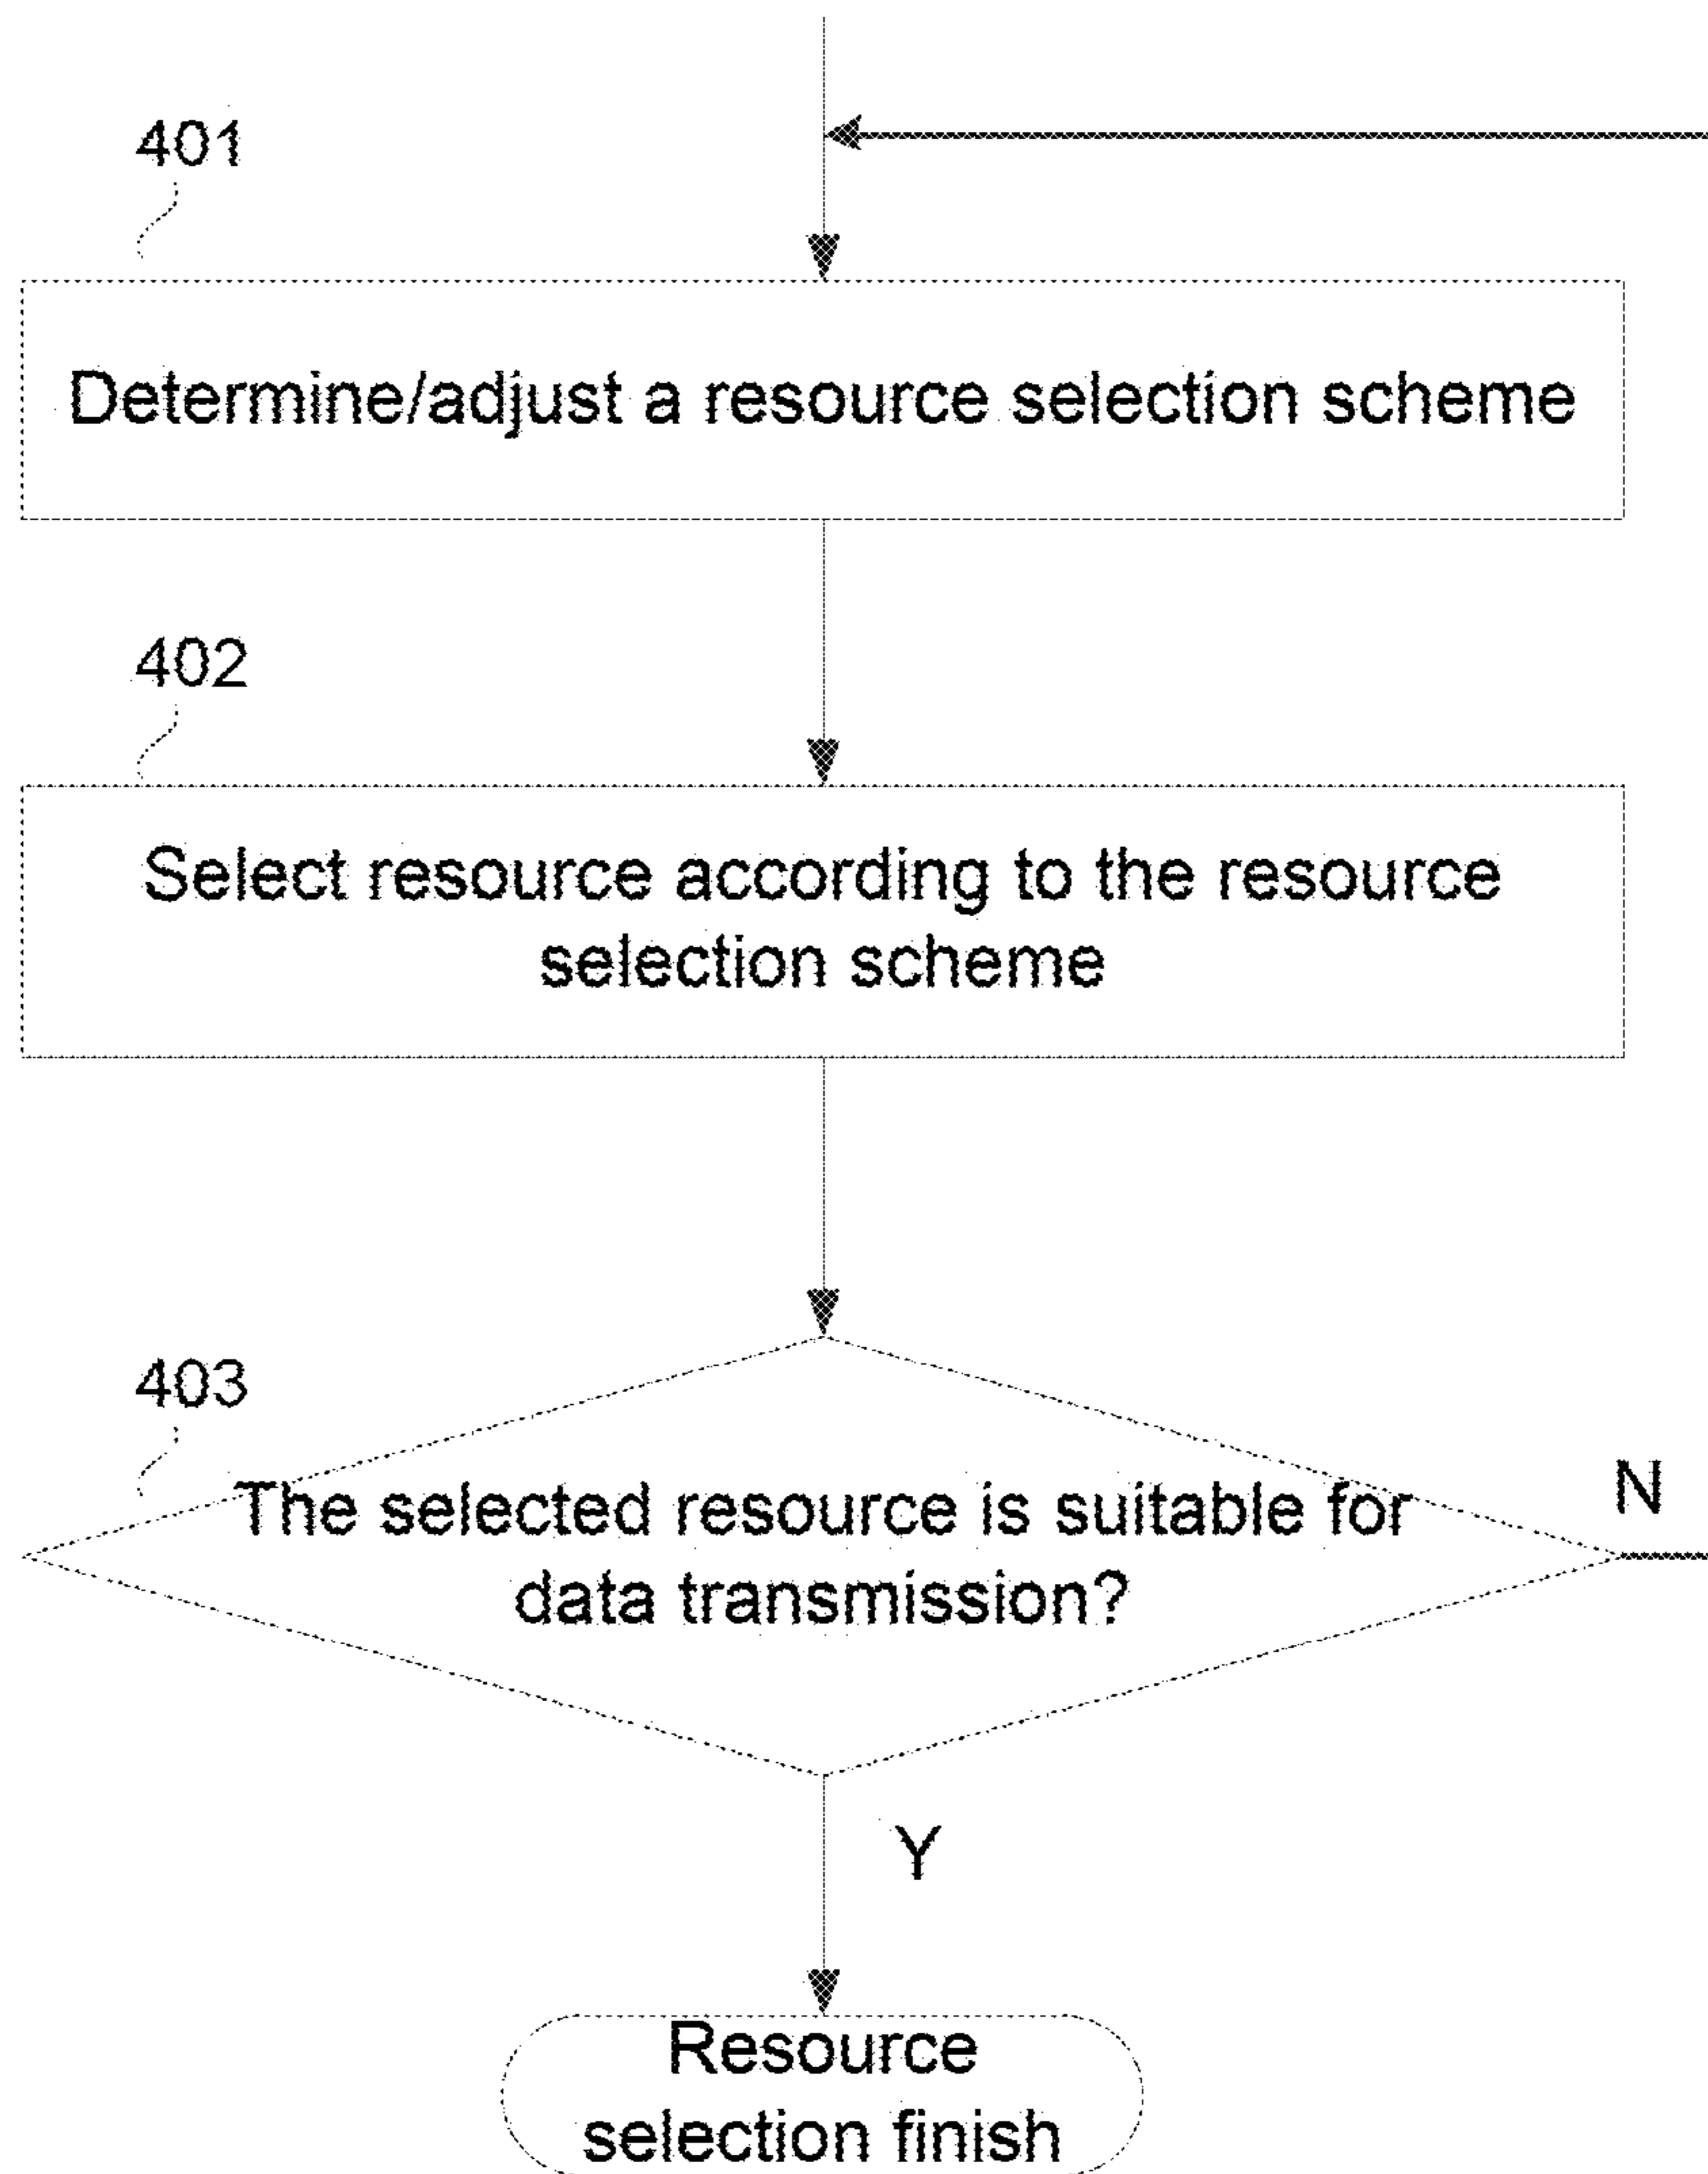 401
Determine/adjust a resource selection scheme
402
Select resource according to the resource
selection scheme
403
The selected resource is suitable for
data transmission?
N
Y
Resource
selection finish